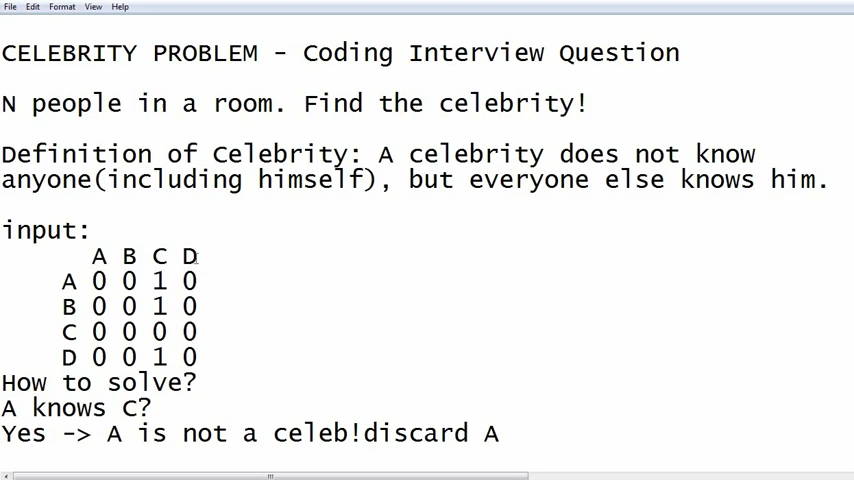 File Edit Format View Help
CELEBRITY PROBLEM - Coding Interview Question
N people in a room. Find the celebrity!
Definition of Celebrity: A celebrity does not know
anyone(including himself), but everyone else knows him.
input:
A B C D
A 0 0 1 0
B 0 0 1 0
C 0 0 0 0
D 0 0 1 0
How to solve?
A knows C?
Yes -> A is not a celeb!discard A